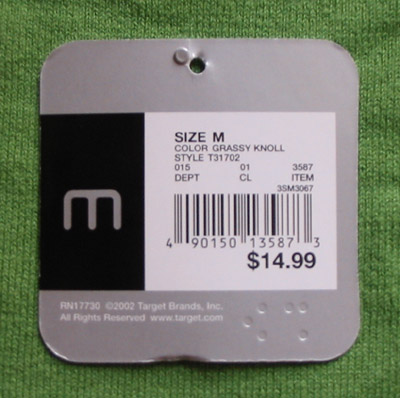 SIZE M
COLOR GRASSY KNOLL
STYLE T31702
015 01 3587
DEPT CL ITEM
3SM3067
4 90150 13587 3
$14.99
m
RN17730 ©2002 Target Brands, Inc.
All Rights Reserved www.target.com